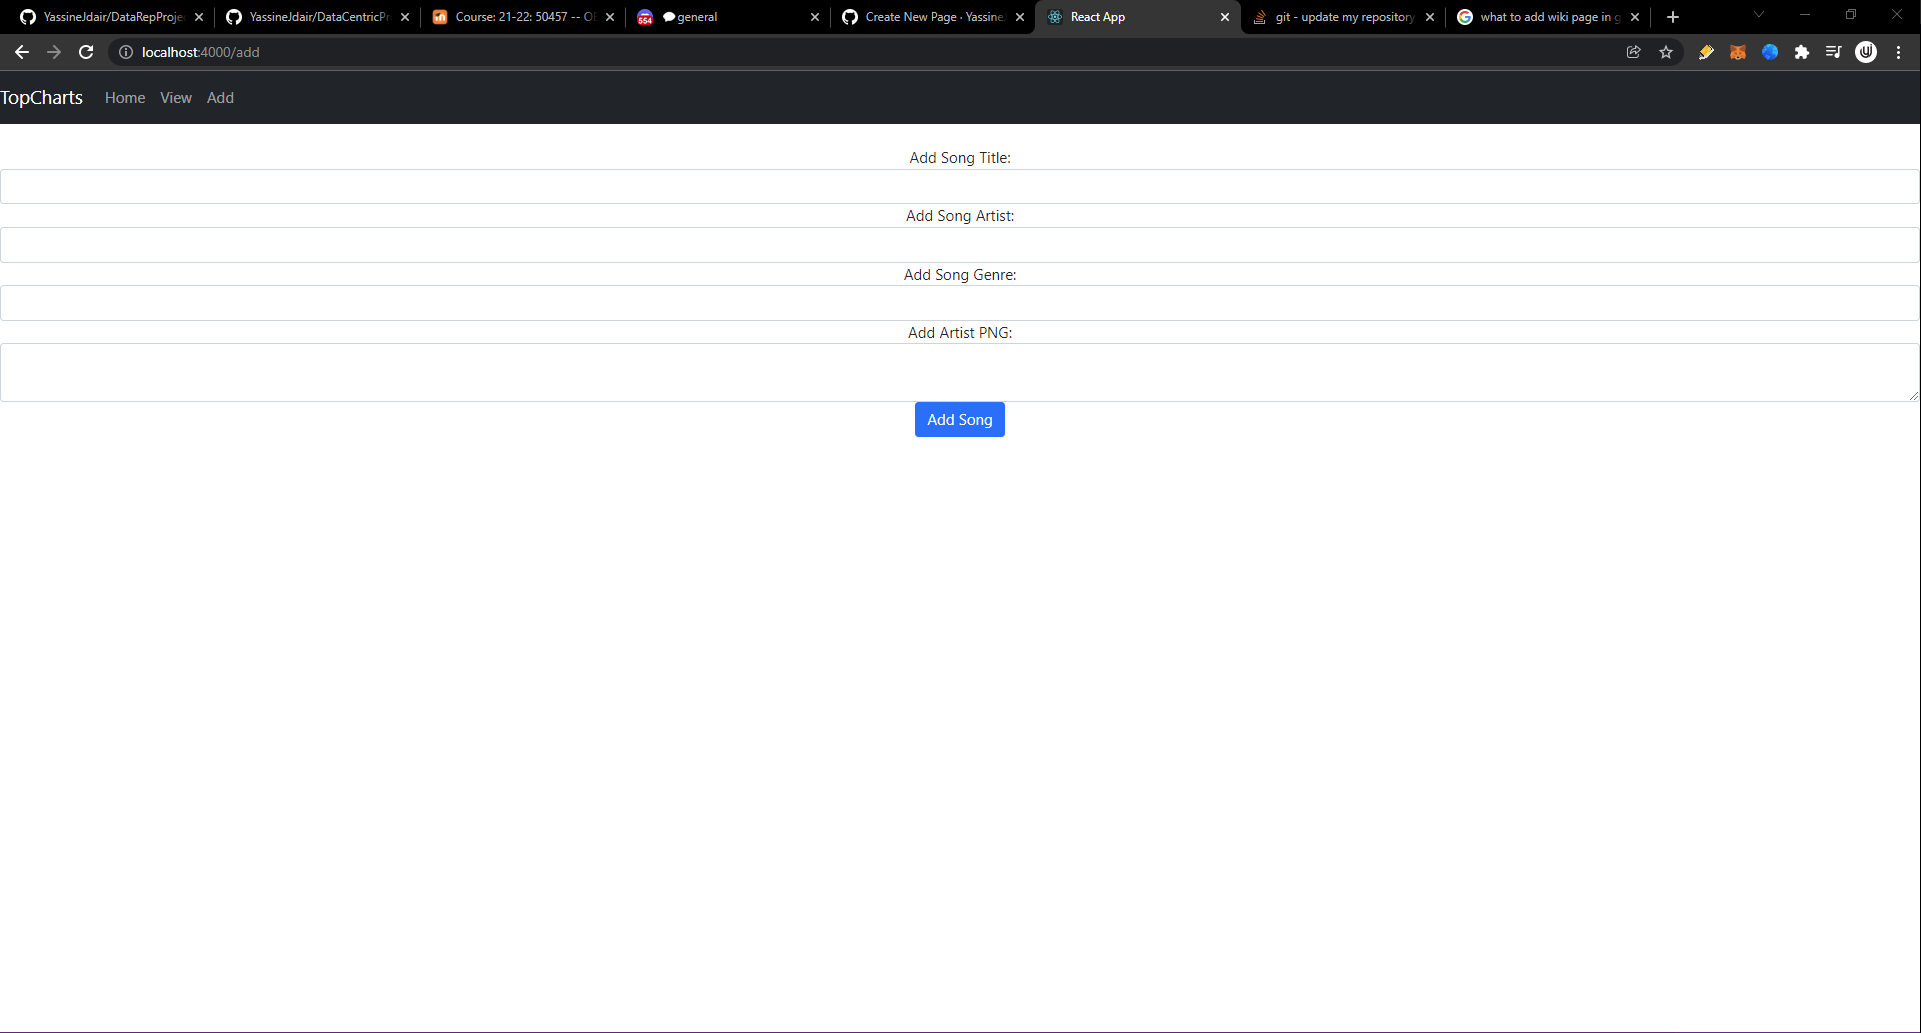 YassineJdair/DataRepProje
YassineJdair/DataCentricPr
Course: 21-22: 50457 -- OB
554
general
Create New Page · Yassine
React App
git - update my repository
what to add wiki page in g
localhost:4000/add
TopCharts Home View Add
Add Song Title:
Add Song Artist:
Add Song Genre:
Add Artist PNG:
Add Song